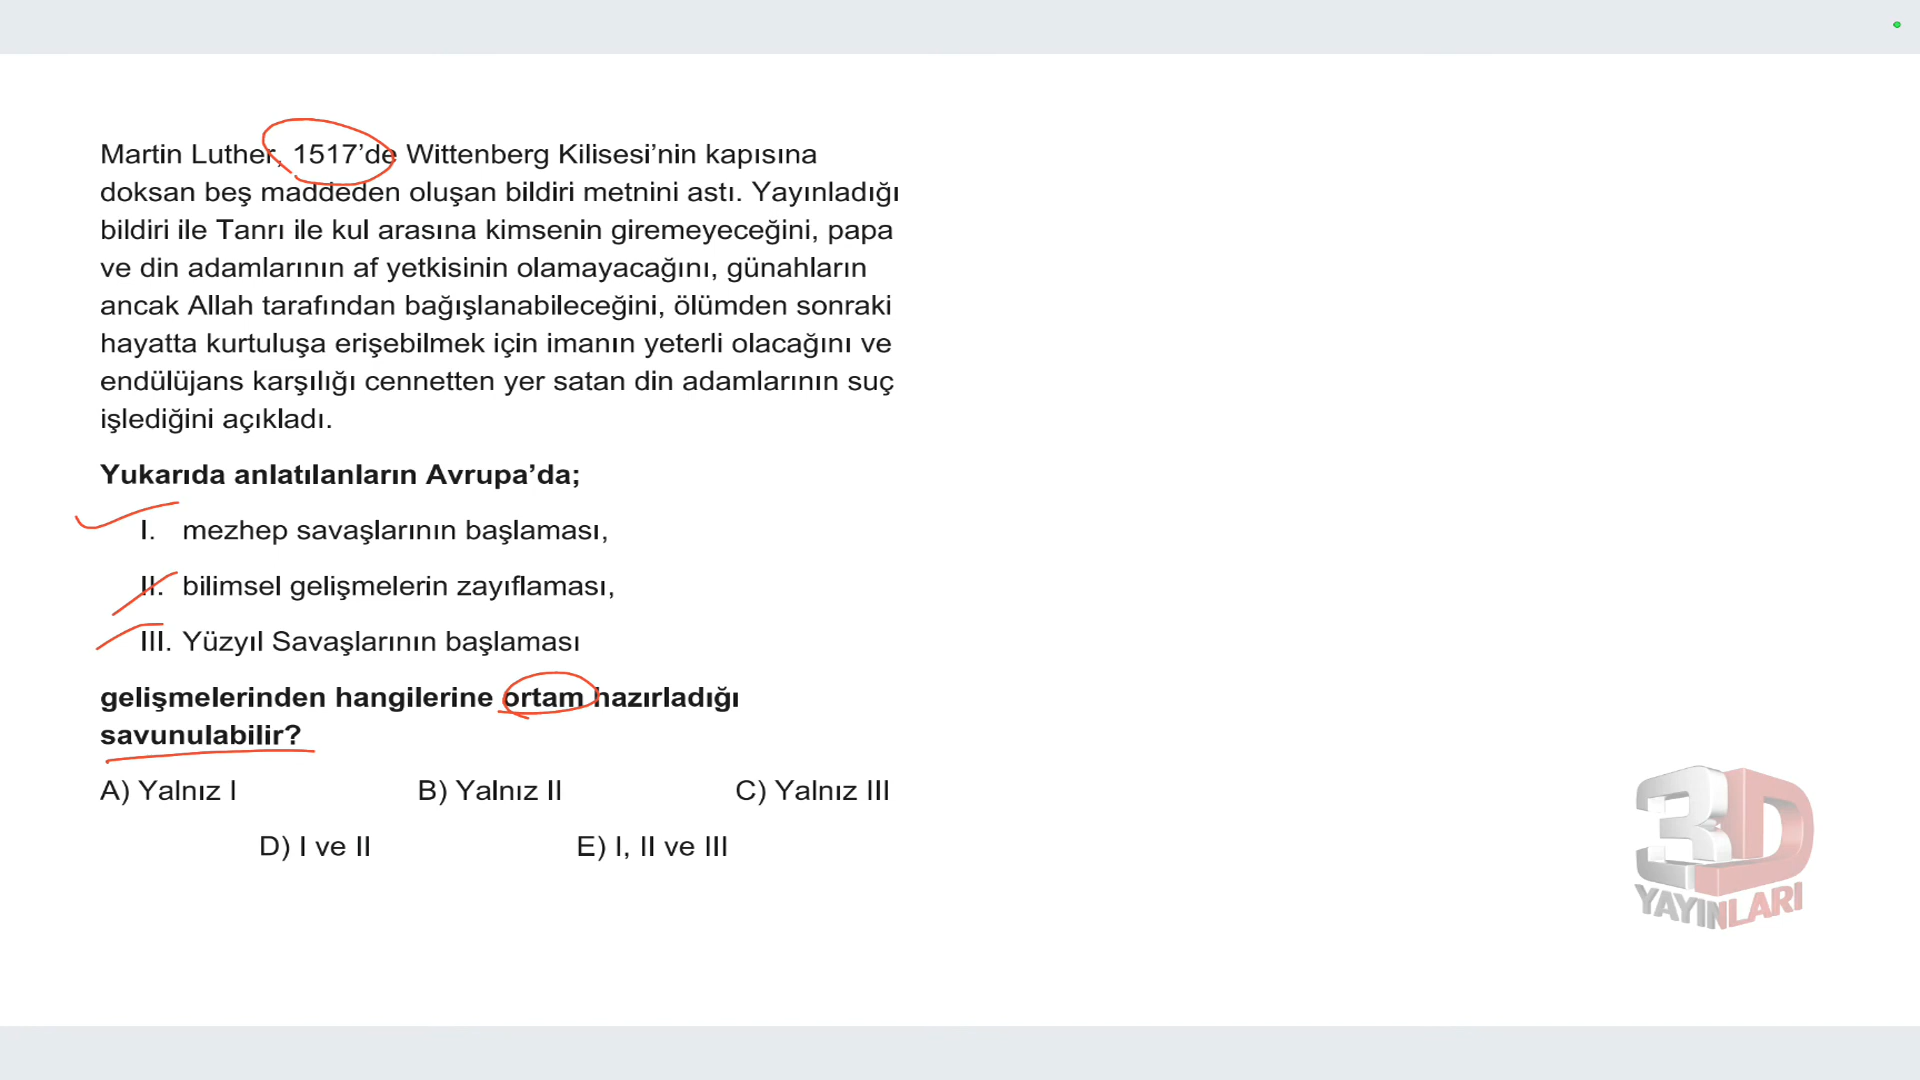 Martin Luther, 1517’de Wittenberg Kilisesi’nin kapısına
doksan beş maddeden oluşan bildiri metnini astı. Yayınladığı
bildiri ile Tanrı ile kul arasına kimsenin giremeyeceğini, papa
ve din adamlarının af yetkisinin olamayacağını, günahların
ancak Allah tarafından bağışlanabileceğini, ölümden sonraki
hayatta kurtuluşa erişebilmek için imanın yeterli olacağını ve
endülüjans karşılığı cennetten yer satan din adamlarının suç
işlediğini açıkladı.
Yukarıda anlatılanların Avrupa’da;
I. mezhep savaşlarının başlaması,
II. bilimsel gelişmelerin zayıflaması,
III. Yüzyıl Savaşlarının başlaması
gelişmelerinden hangilerine ortam hazırladığı
savunulabilir?
A) Yalnız I B) Yalnız II C) Yalnız III
D) I ve II E) I, II ve III
3D
YAYINLARI